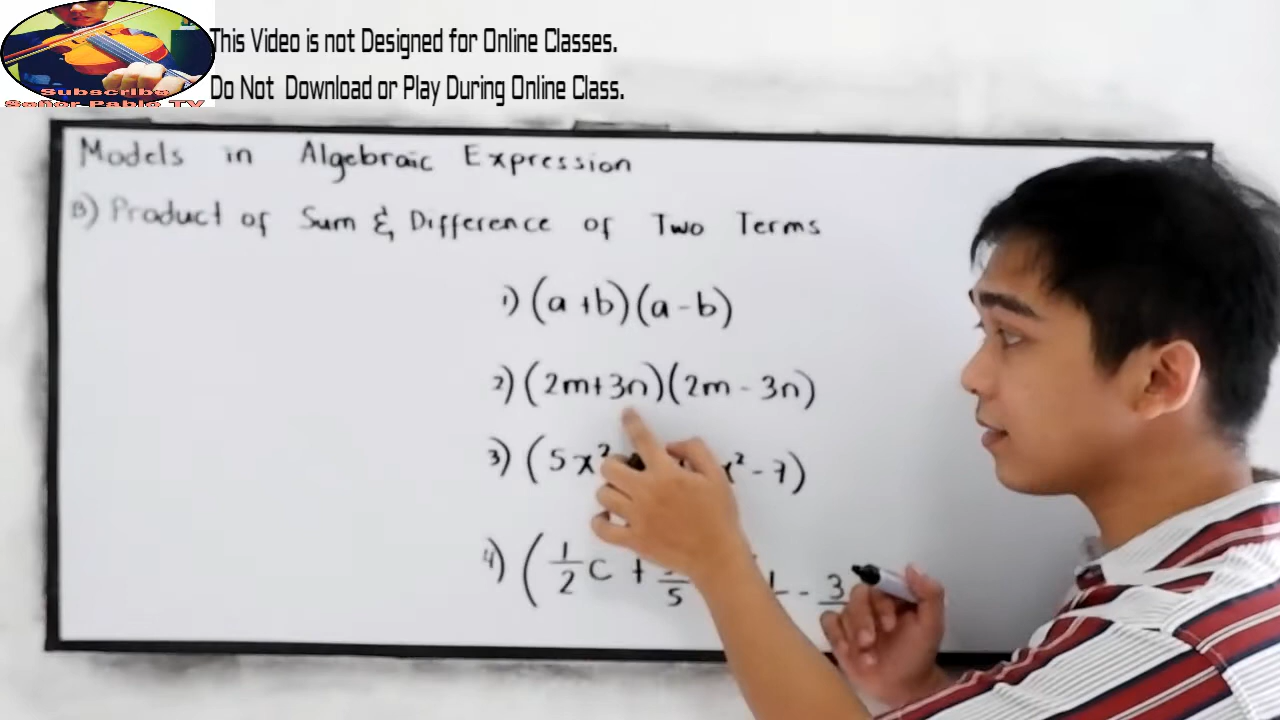 This Video is not Designed for Online Classes.
Do Not Download or Play During Online Class.
Subscribe
Señor Pablo TV
Models in Algebraic Expression
B) Product of Sum & Difference of Two Terms
1) (a+b)(a-b)
2) (2m+3n)(2m-3n)
3) (5x² x²-7)
4) (1/2 C + 5 - 3